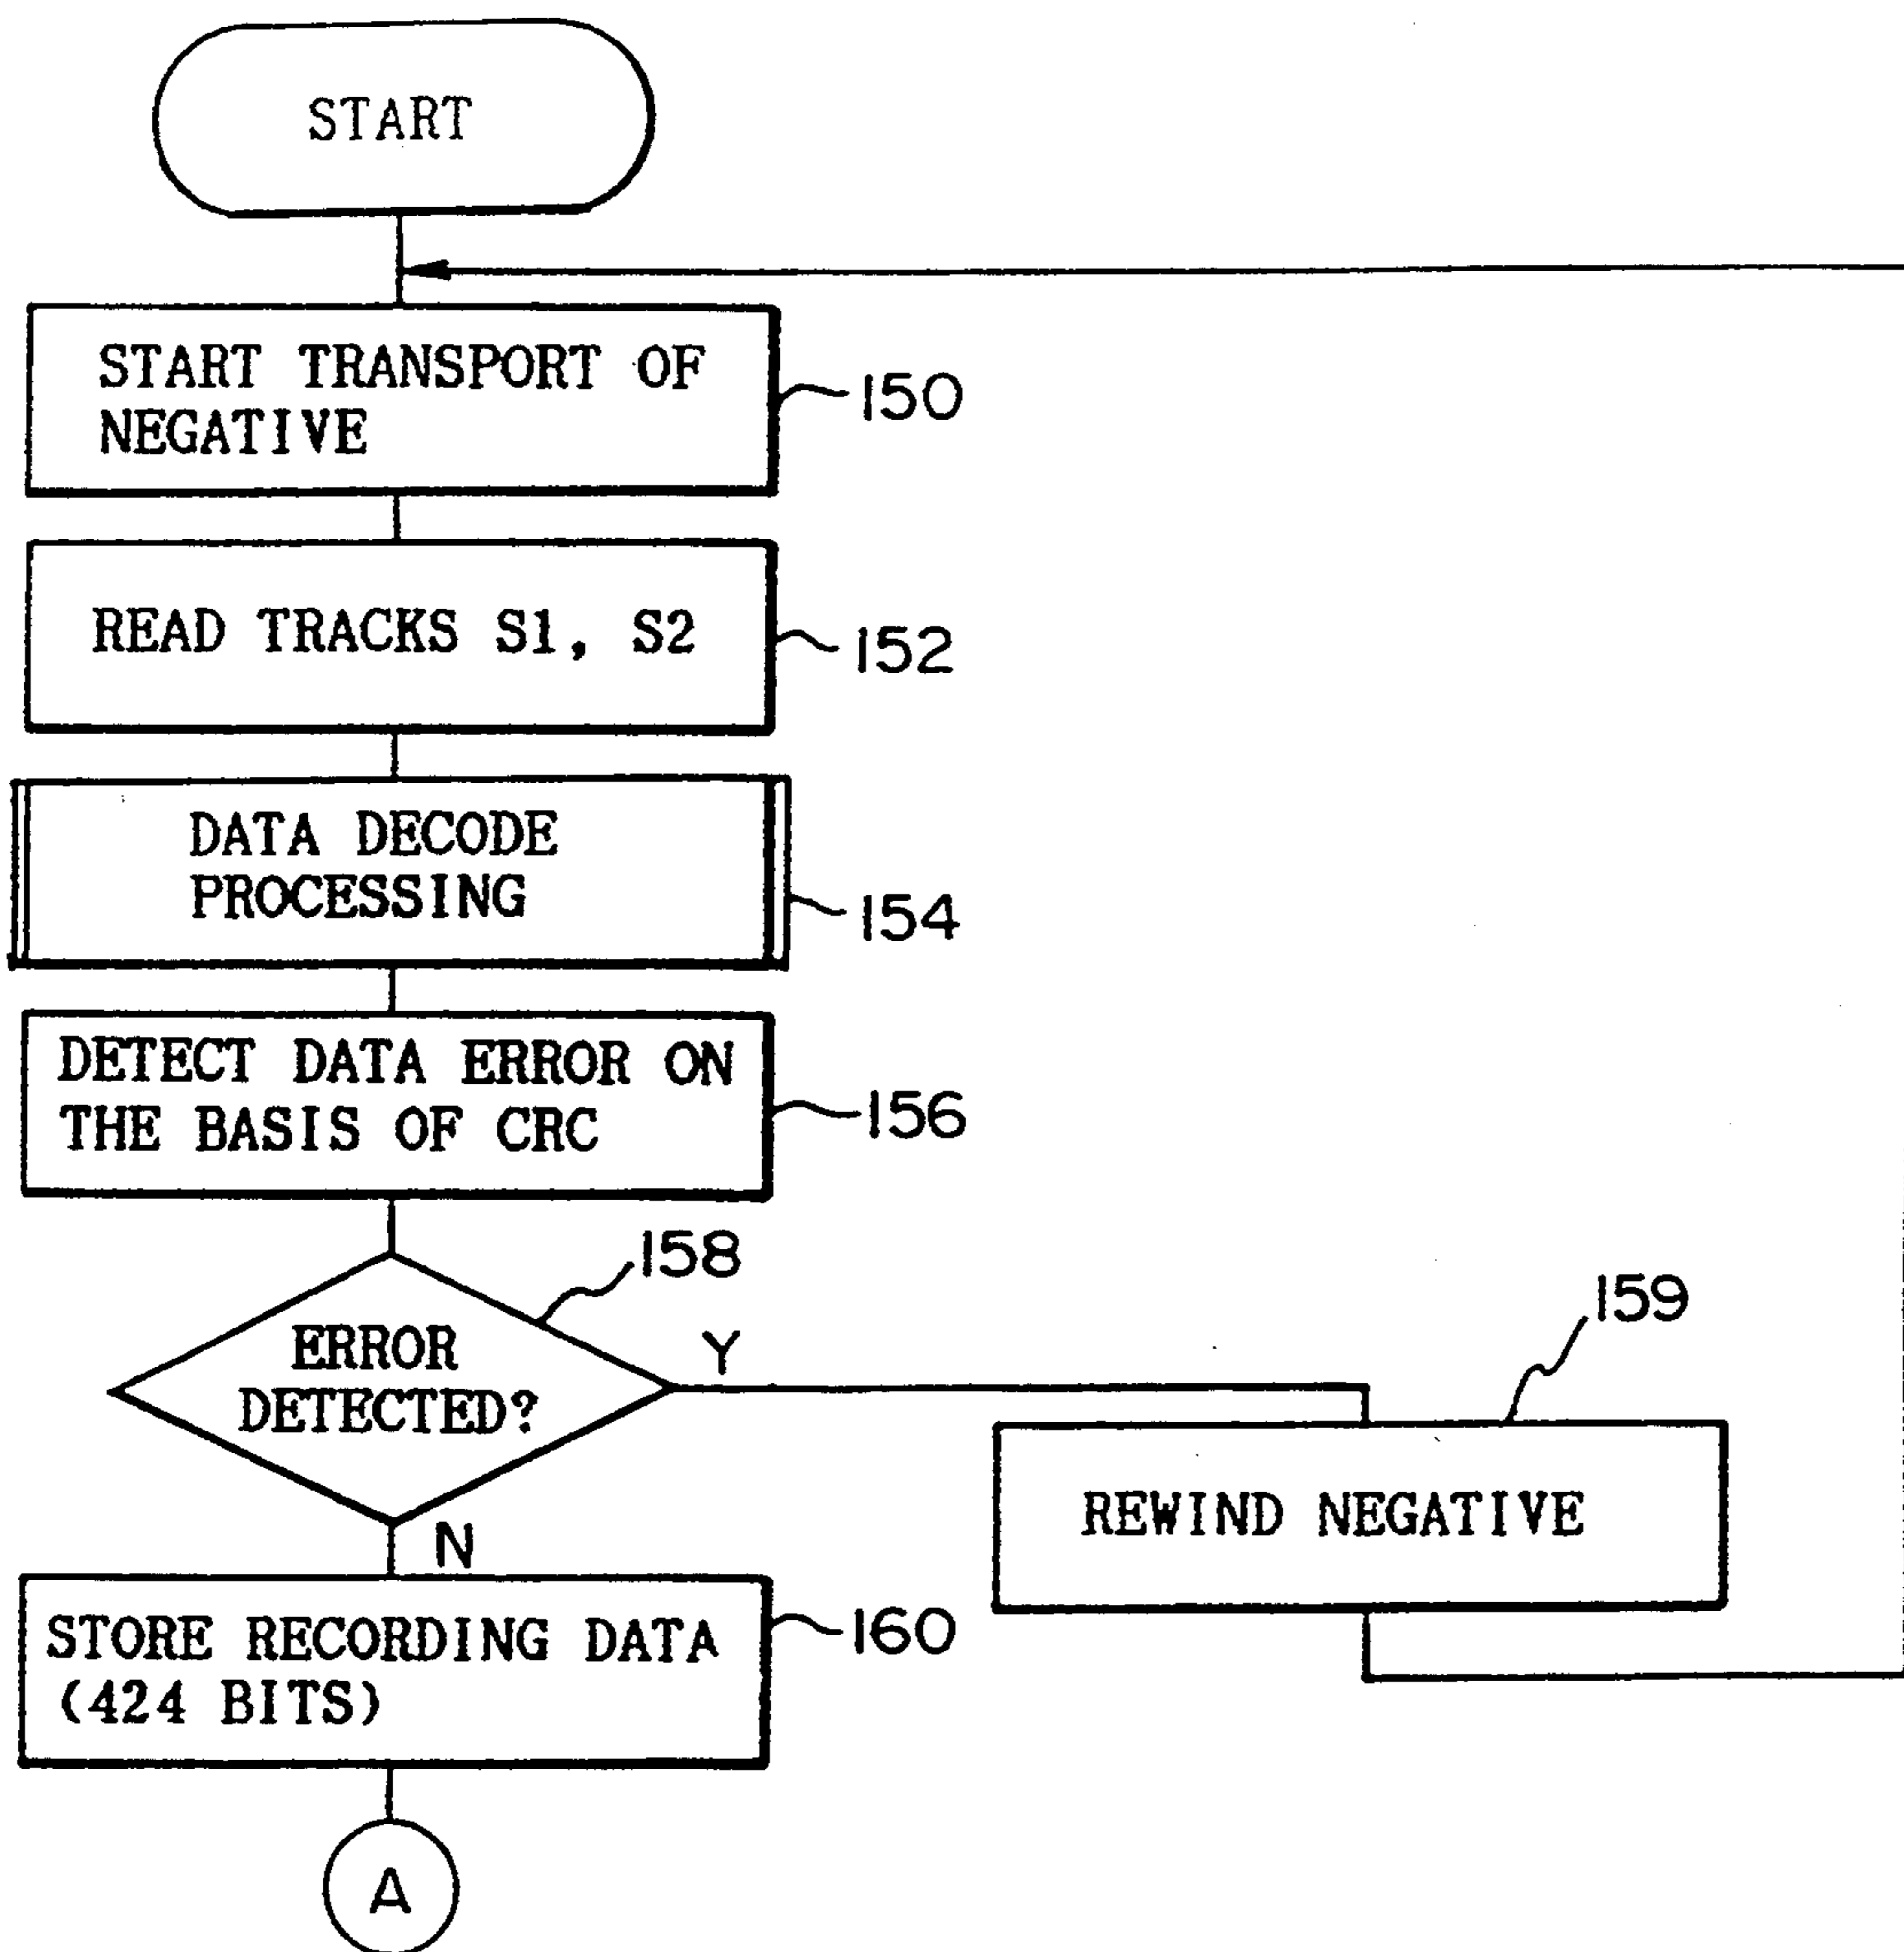 START
START TRANSPORT OF
NEGATIVE
150
READ TRACKS S1, S2
152
DATA DECODE
PROCESSING
154
DETECT DATA ERROR ON
THE BASIS OF CRC
156
158
ERROR
DETECTED?
Y
159
REWIND NEGATIVE
N
STORE RECORDING DATA
(424 BITS)
160
A